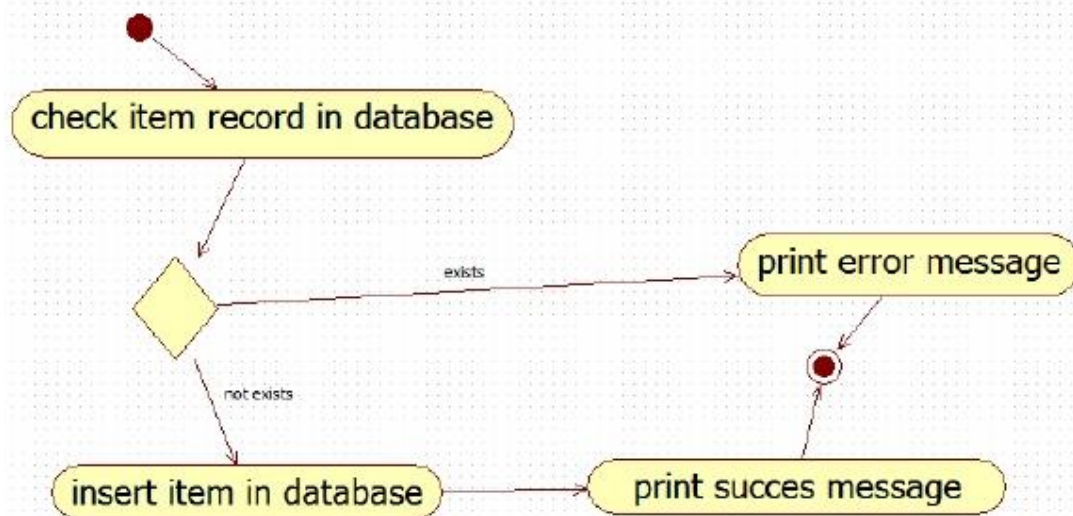 check item record in database
exists
print error message
not exists
insert item in database
print succes message